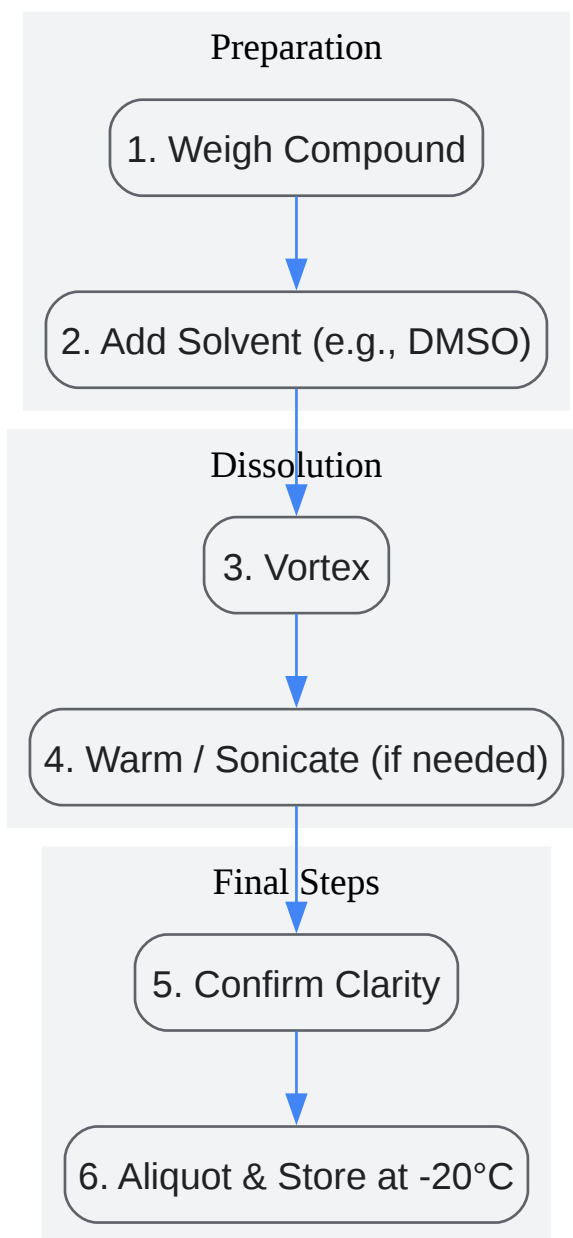 Preparation
1. Weigh Compound
2. Add Solvent (e.g., DMSO)
Dissolution
3. Vortex
4. Warm / Sonicate (if needed)
Final Steps
5. Confirm Clarity
6. Aliquot & Store at -20°C